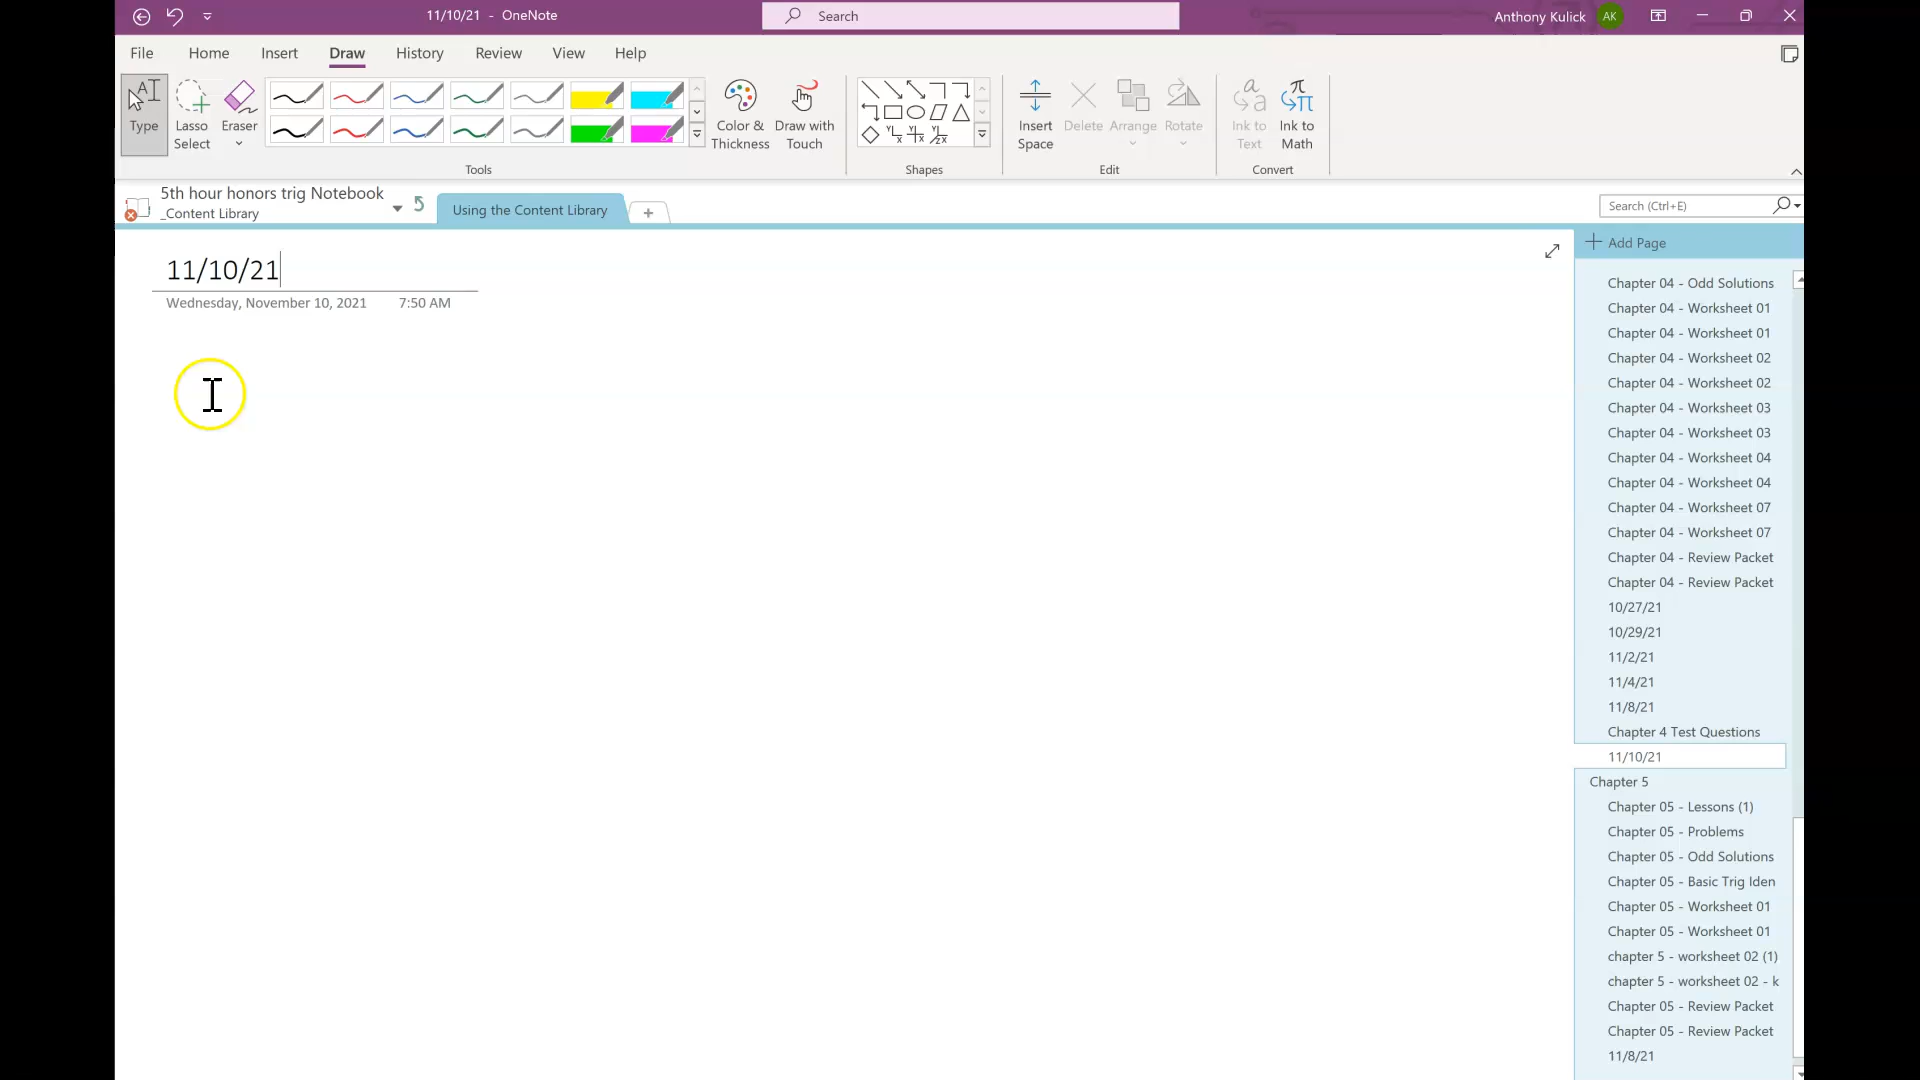 11/10/21 - OneNote
Search
Anthony Kulick
AK
File
Home
Insert
Draw
History
Review
View
Help
Type
Lasso
Select
Eraser
Color &
Thickness
Draw with
Touch
Insert
Space
Delete
Arrange
Rotate
Ink to
Text
Ink to
Math
Tools
Shapes
Edit
Convert
5th hour honors trig Notebook
_Content Library
Using the Content Library
Search (Ctrl+E)
Add Page
11/10/21
Wednesday, November 10, 2021 7:50 AM
Chapter 04 - Odd Solutions
Chapter 04 - Worksheet 01
Chapter 04 - Worksheet 01
Chapter 04 - Worksheet 02
Chapter 04 - Worksheet 02
Chapter 04 - Worksheet 03
Chapter 04 - Worksheet 03
Chapter 04 - Worksheet 04
Chapter 04 - Worksheet 04
Chapter 04 - Worksheet 07
Chapter 04 - Worksheet 07
Chapter 04 - Review Packet
Chapter 04 - Review Packet
10/27/21
10/29/21
11/2/21
11/4/21
11/8/21
Chapter 4 Test Questions
11/10/21
Chapter 5
Chapter 05 - Lessons (1)
Chapter 05 - Problems
Chapter 05 - Odd Solutions
Chapter 05 - Basic Trig Iden
Chapter 05 - Worksheet 01
Chapter 05 - Worksheet 01
chapter 5 - worksheet 02 (1)
chapter 5 - worksheet 02 - k
Chapter 05 - Review Packet
Chapter 05 - Review Packet
11/8/21